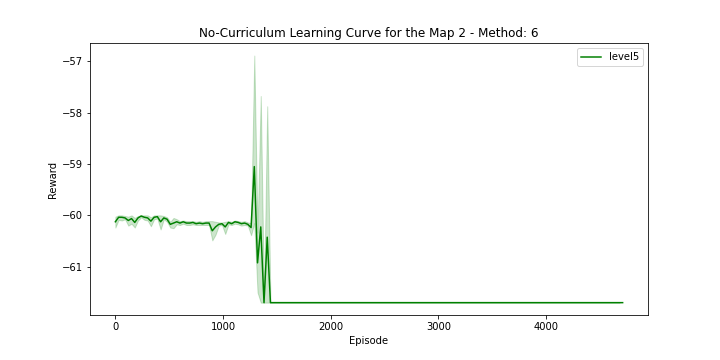 No-Curriculum Learning Curve for the Map 2 - Method: 6
level5
−57
−58
−59
−60
−61
Reward
0
1000
2000
3000
4000
Episode